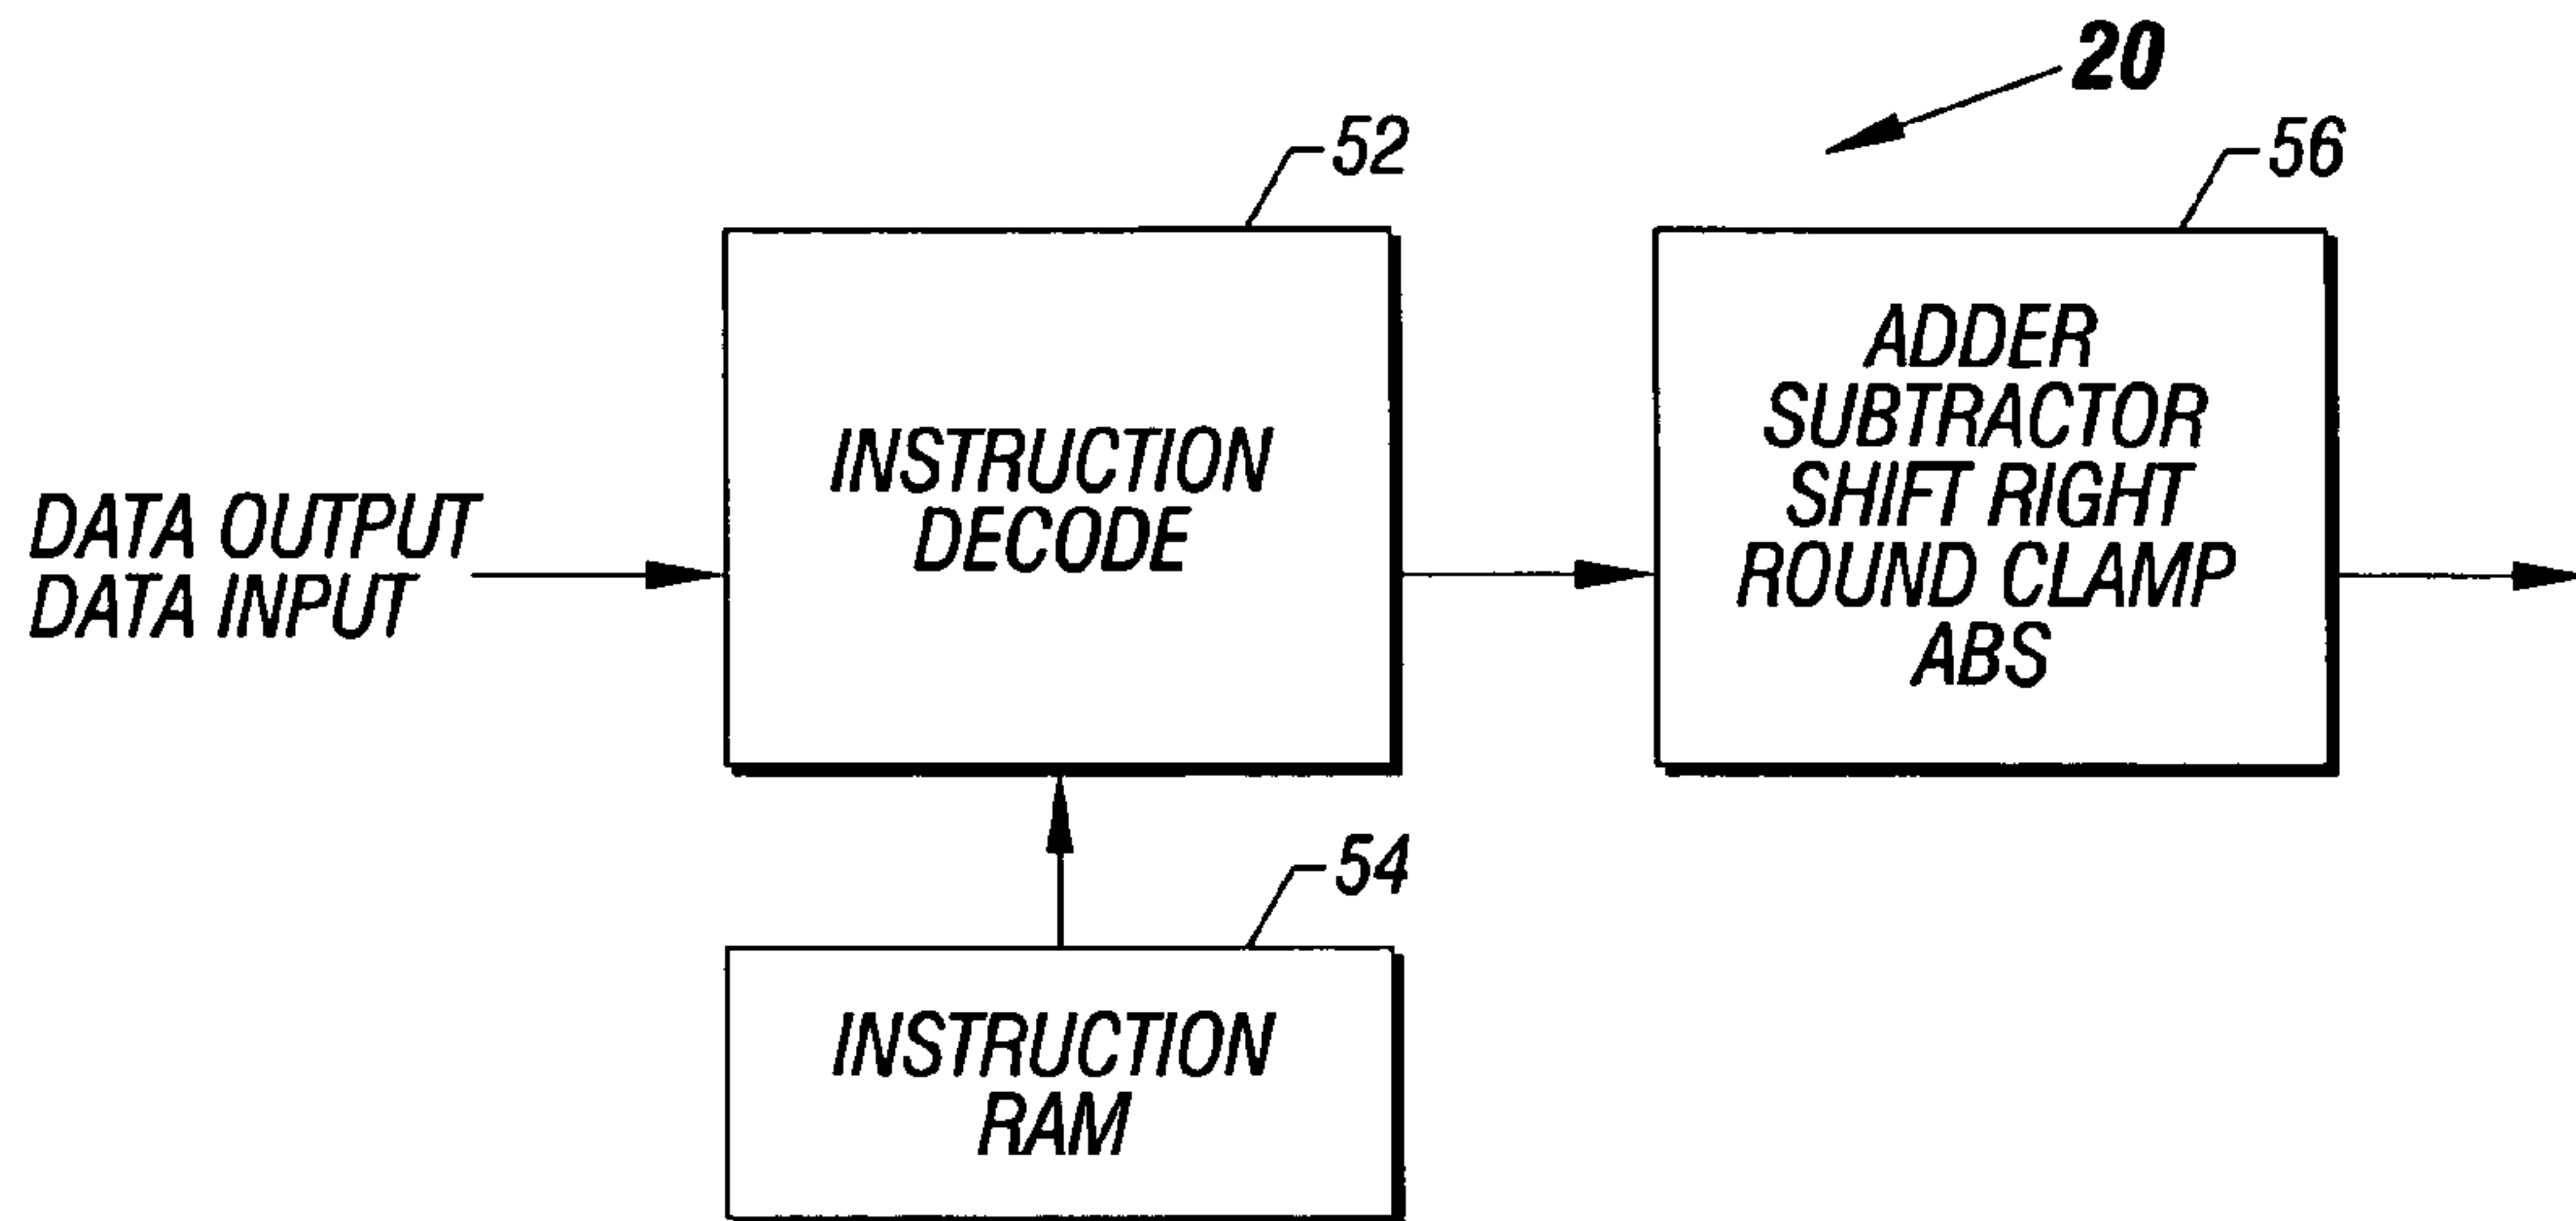 20
52
56
INSTRUCTION
DECODE
ADDER
SUBTRACTOR
SHIFT RIGHT
ROUND CLAMP
ABS
DATA OUTPUT
DATA INPUT
54
INSTRUCTION
RAM